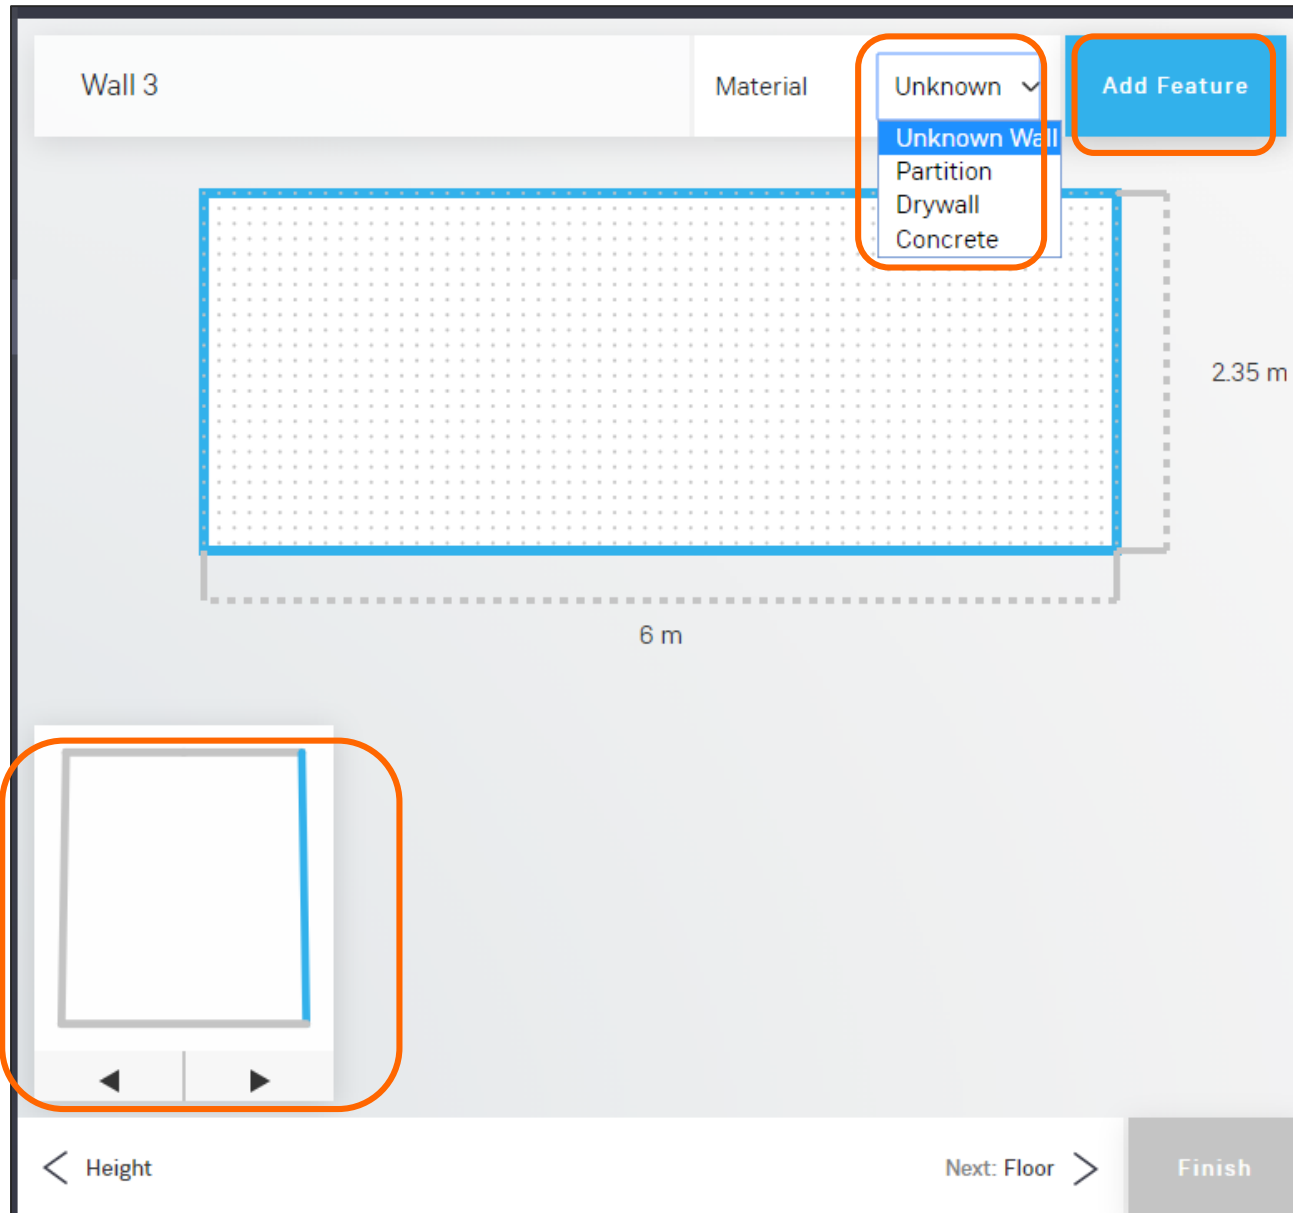 Wall 3
Material
Unknown
Add Feature
Unknown Wall
Partition
Drywall
Concrete
2.35 m
6 m
Height
Next: Floor
Finish